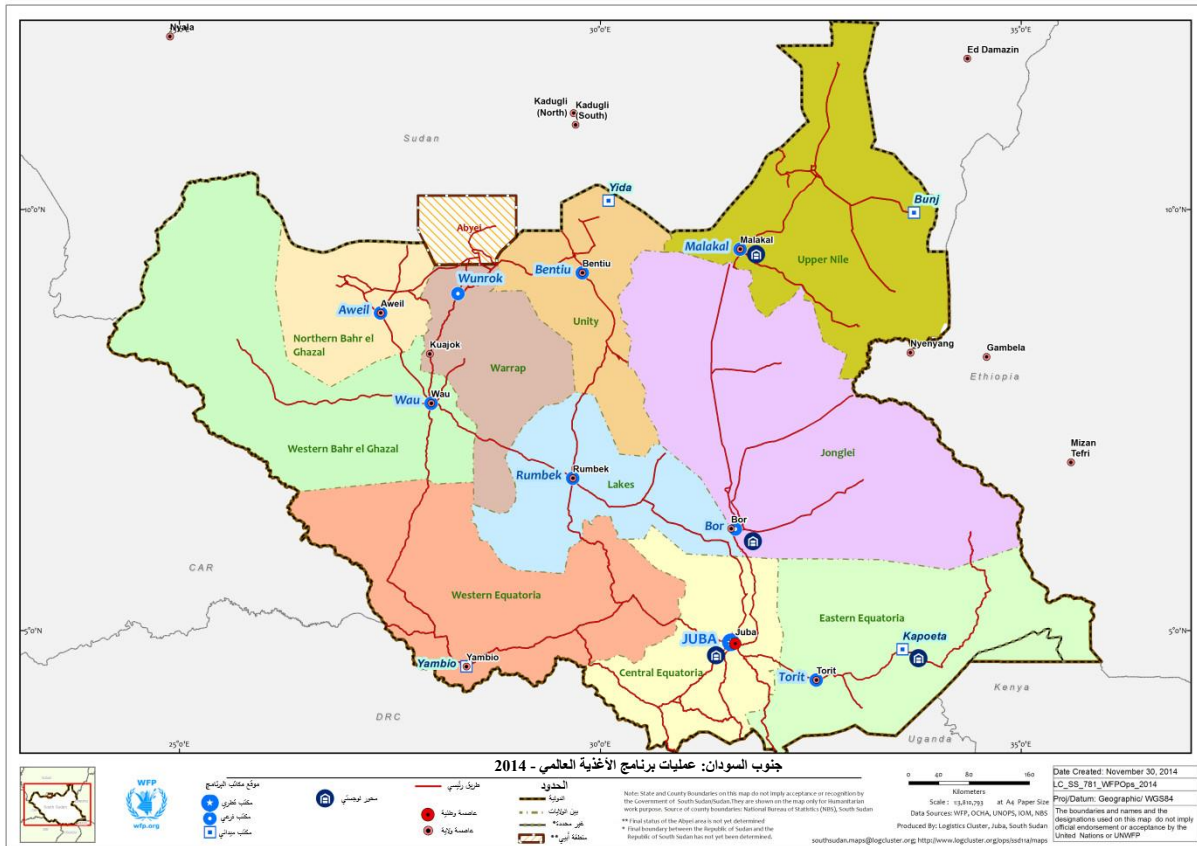 Nyala
25°0'E
30°0'E
35°0'E
Ed Damazin
Kadugli
(North)
Kadugli
(South)
Sudan
10°0'N
10°0'N
Yida
Bunj
Abyei
Malakal
Malakal
Upper Nile
Wunrok
Bentiu
Bentiu
Aweil
Aweil
Unity
Northern Bahr el
Ghazal
Kuajok
Warrap
Nyenyang
Gambela
Ethiopia
Wau
Wau
Western Bahr el Ghazal
Jonglei
Mizan
Tefri
Rumbek
Rumbek
Lakes
Bor
Bor
CAR
Western Equatoria
Eastern Equatoria
5°0'N
5°0'N
JUBA
Juba
Kapoeta
Yambio
Yambio
Central Equatoria
Torit
Torit
Kenya
DRC
Uganda
25°0'E
30°0'E
35°0'E
جنوب السودان: عمليات برنامج الأغذية العالمي - 2014
WFP
wfp.org
موقع مكاتب البرنامج
مكتب قطري
مكتب فرعي
مكتب ميداني
طريق رئيسي
عاصمة وطنية
عاصمة ولاية
الحدود
الدولية
بين الولايات
غير محددة*
منطقة أبيي**
Note: State and County Boundaries on this map do not imply acceptance or recognition by
the Government of South Sudan/Sudan.They are shown on the map only for Humanitarian
work purpose. Source of county boundaries: National Bureau of Statistics (NBS), South Sudan
** Final status of the Abyei area is not yet determined
* Final boundary between the Republic of Sudan and the
Republic of South Sudan has not yet been determined.
0 40 80 160
Kilometers
Scale : 1:3,810,793 at A4 Paper Size
Data Sources: WFP, OCHA, UNOPS, IOM, NBS
Produced By: Logistics Cluster, Juba, South Sudan
southsudan.maps@logcluster.org; http://www.logcluster.org/ops/ssd11a/maps
Date Created: November 30, 2014
LC_SS_781_WFPOps_2014
Proj/Datum: Geographic/ WGS84
The boundaries and names and the
designations used on this map do not imply
official endorsement or acceptance by the
United Nations or UNWFP